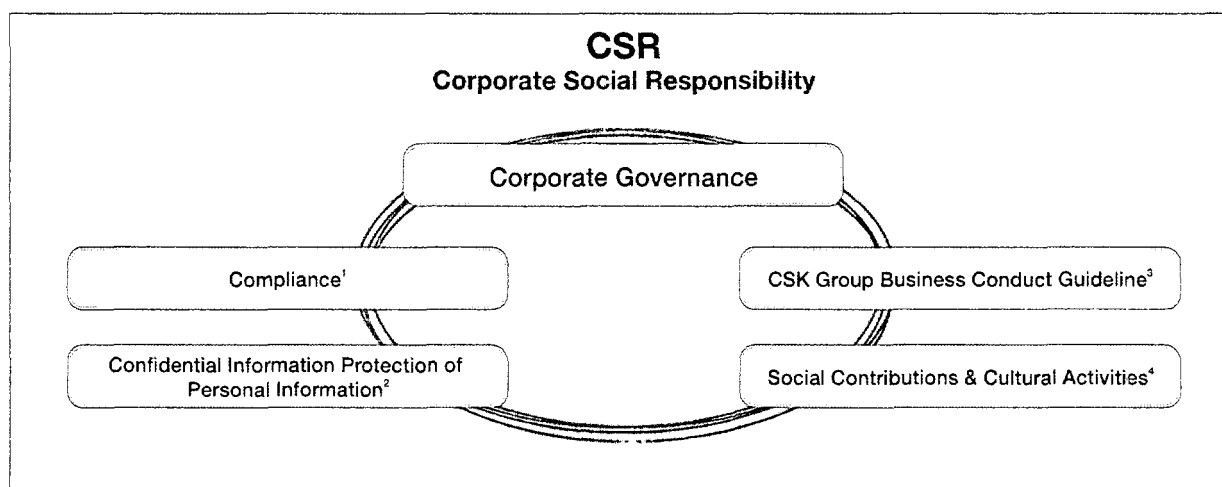 CSR
Corporate Social Responsibility
Corporate Governance
Compliance¹
CSK Group Business Conduct Guideline³
Confidential Information Protection of
Personal Information²
Social Contributions & Cultural Activities⁴